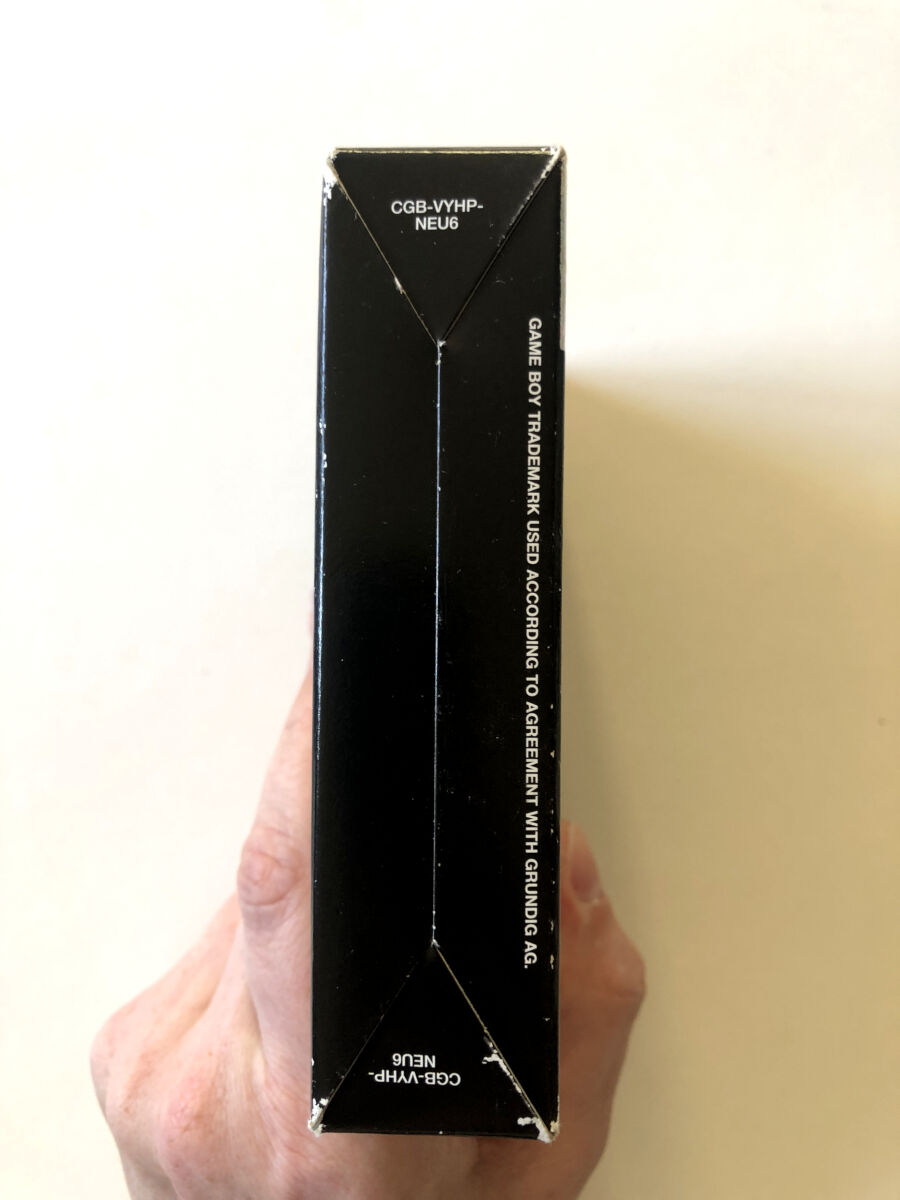 CGB-VYHP-
NEU6
GAME BOY TRADEMARK USED ACCORDING TO AGREEMENT WITH GRUNDIG AG.
CGB-VYHP-
NEU6